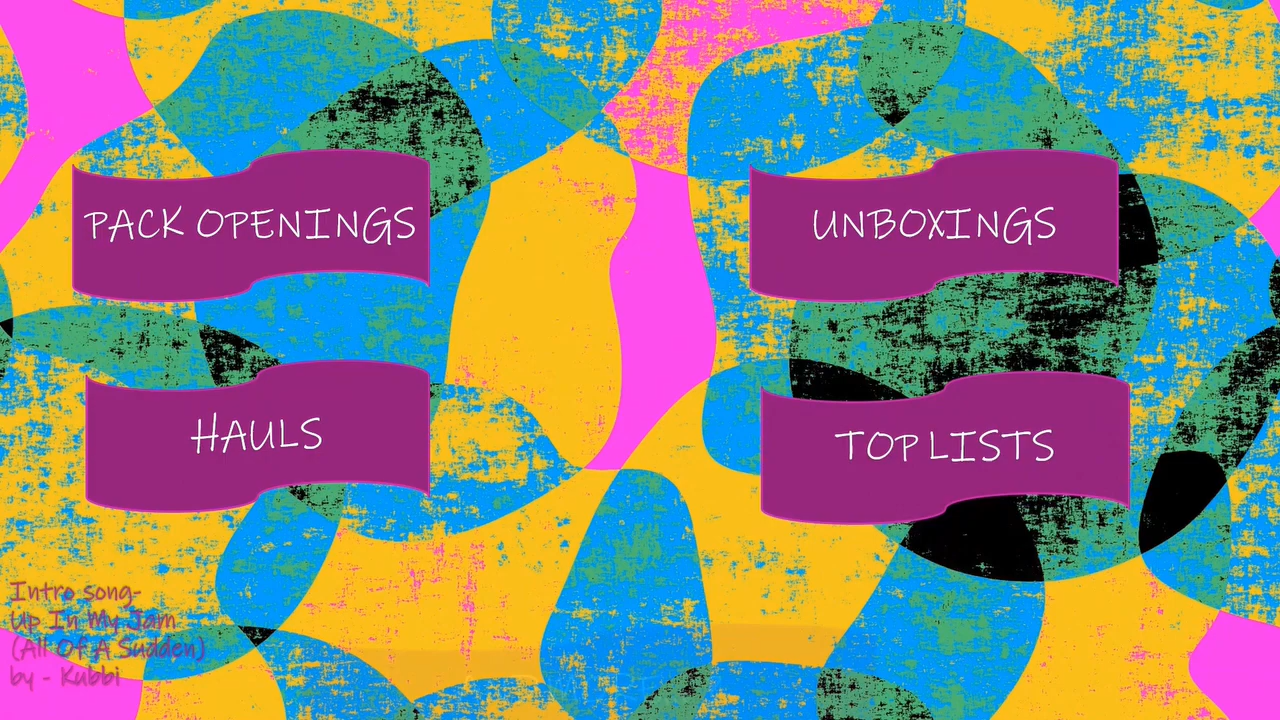 PACK OPENINGS
UNBOXINGS
HAULS
TOP LISTS
Intro song-
Up In My Jam
(All Of A Sudden)
by - Kubbi